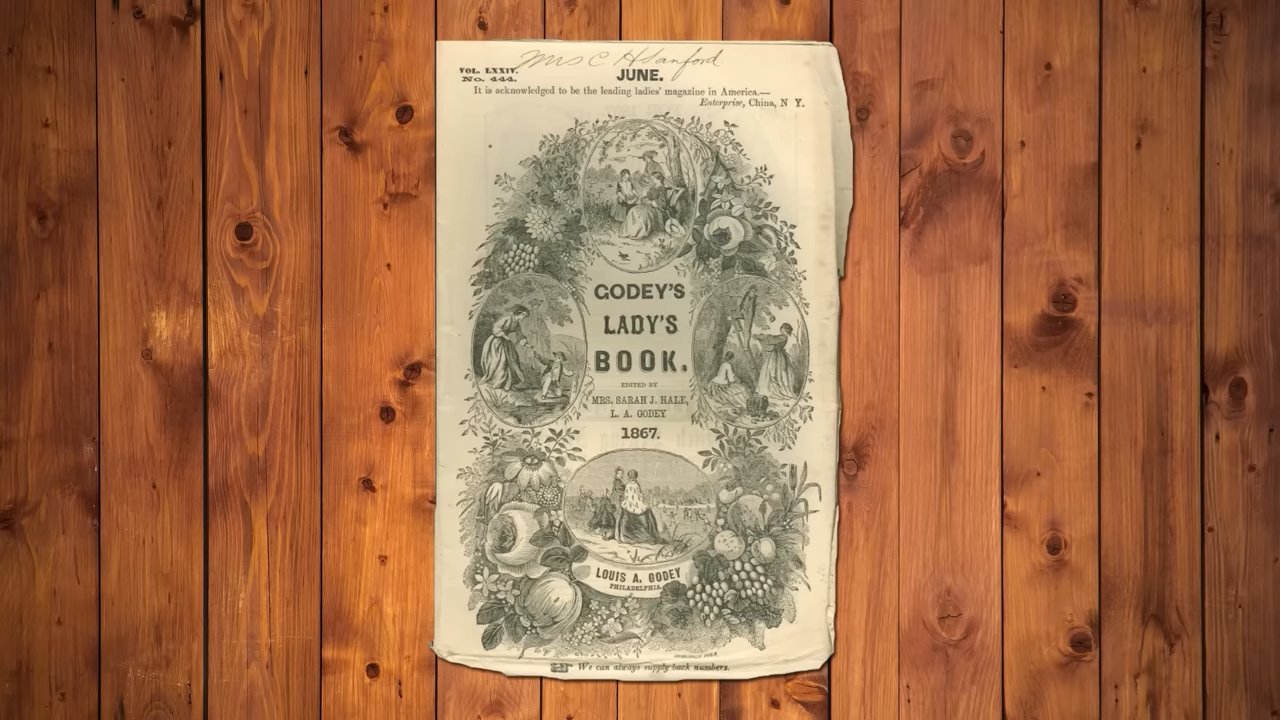 Mrs C H Sanford
VOL. LXXIV.
No. 444.
JUNE.
It is acknowledged to be the leading ladies' magazine in America.—
Enterprise, China, N Y.
GODEY'S
LADY'S
BOOK.
EDITED BY
MRS. SARAH J. HALE,
L. A. GODEY
1867.
LOUIS A. GODEY
PHILADELPHIA.
We can always supply back numbers.